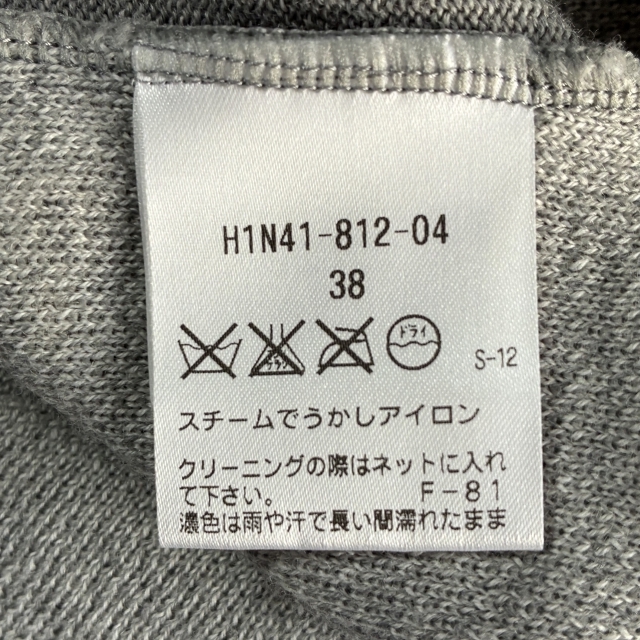 H1N41-812-04
38
ドライ
S-12
スチームでうかしアイロン
クリーニングの際はネットに入れ
て下さい。 F-81
濃色は雨や汗で長い間濡れたまま